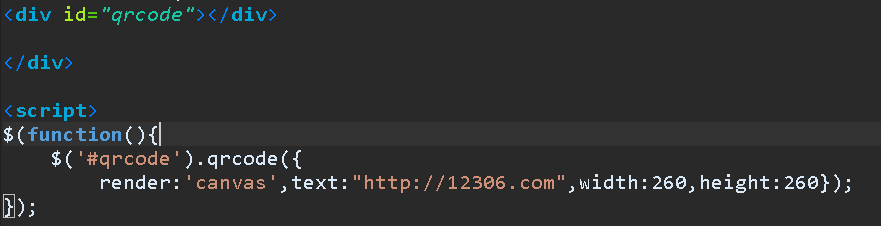 <div id="qrcode"></div>
</div>
<script>
$(function(){
$('#qrcode').qrcode({
render:'canvas',text:"http://12306.com",width:260,height:260});
});